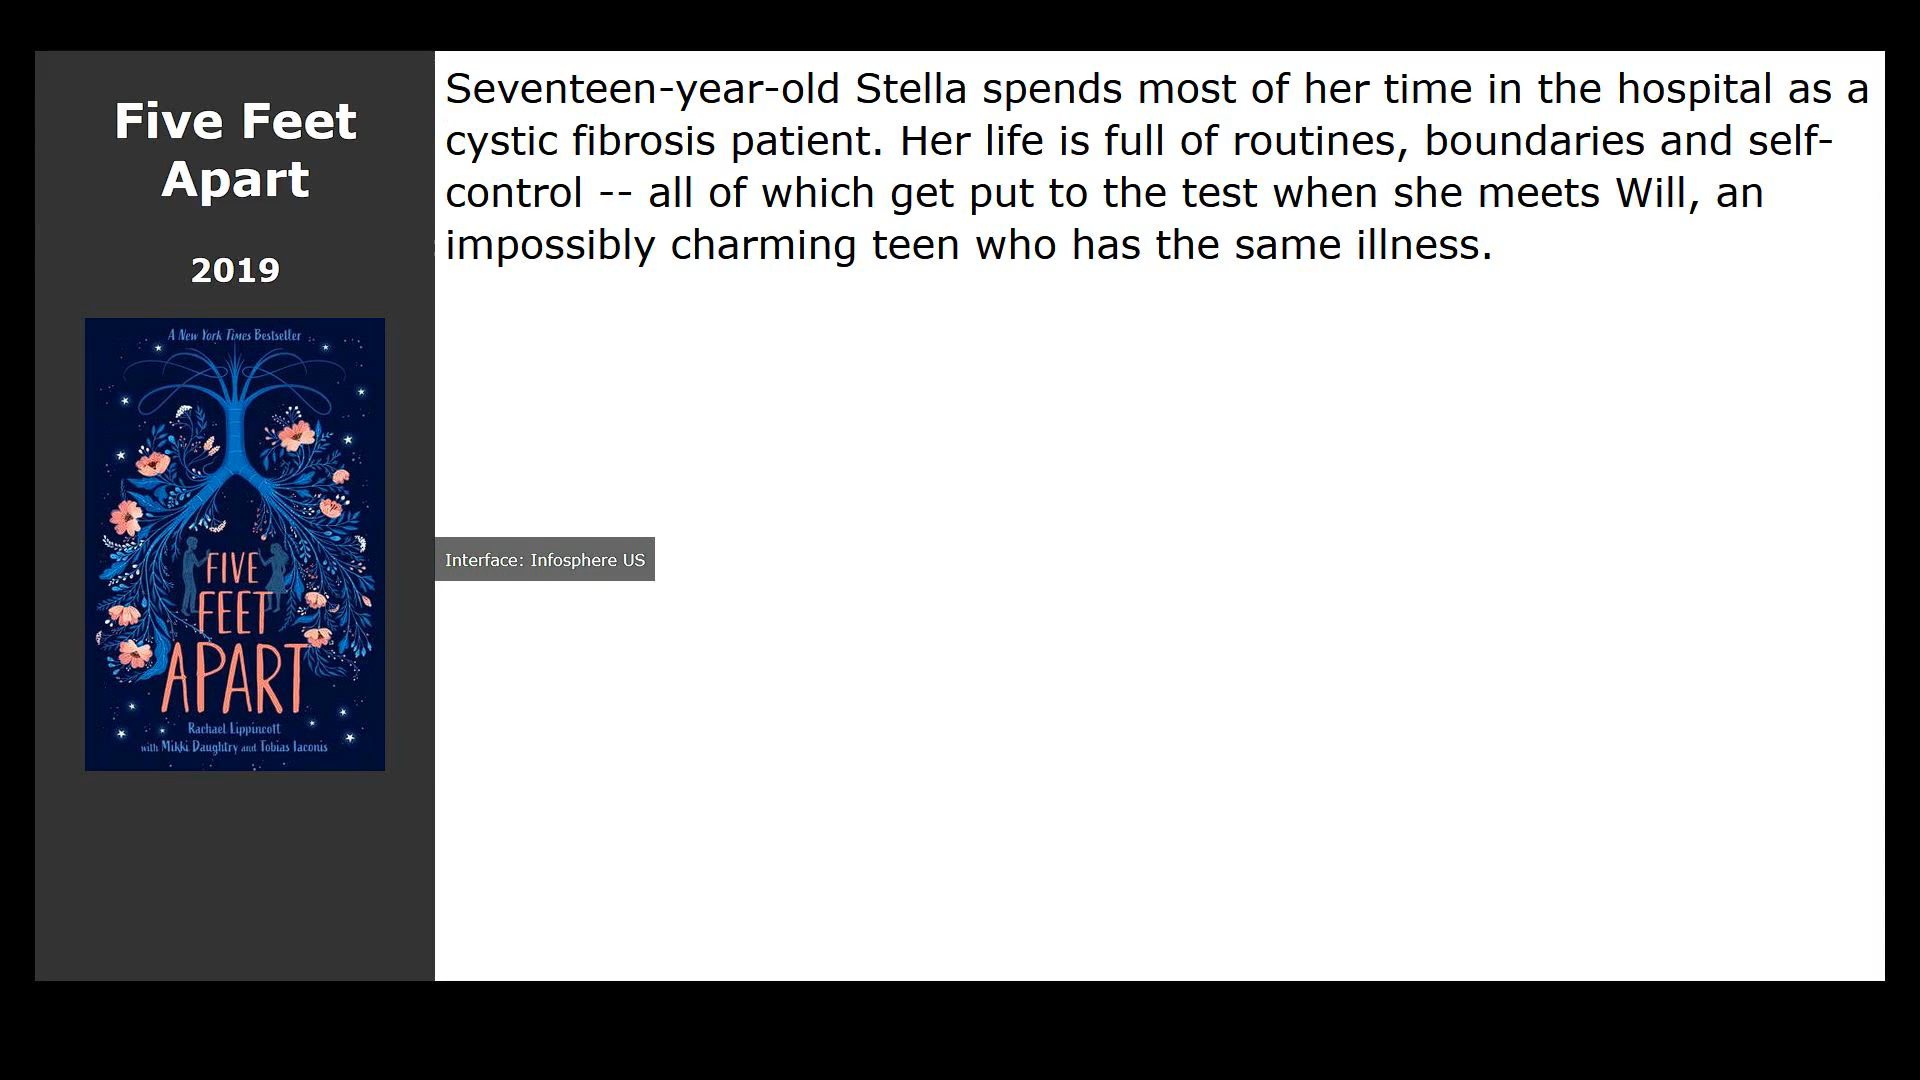 Five Feet
Apart
2019
A New York Times Bestseller
FIVE
FEET
APART
Rachael Lippincott
with Mikki Daughtry and Tobias Iaconis
Seventeen-year-old Stella spends most of her time in the hospital as a
cystic fibrosis patient. Her life is full of routines, boundaries and self-
control -- all of which get put to the test when she meets Will, an
impossibly charming teen who has the same illness.
Interface: Infosphere US